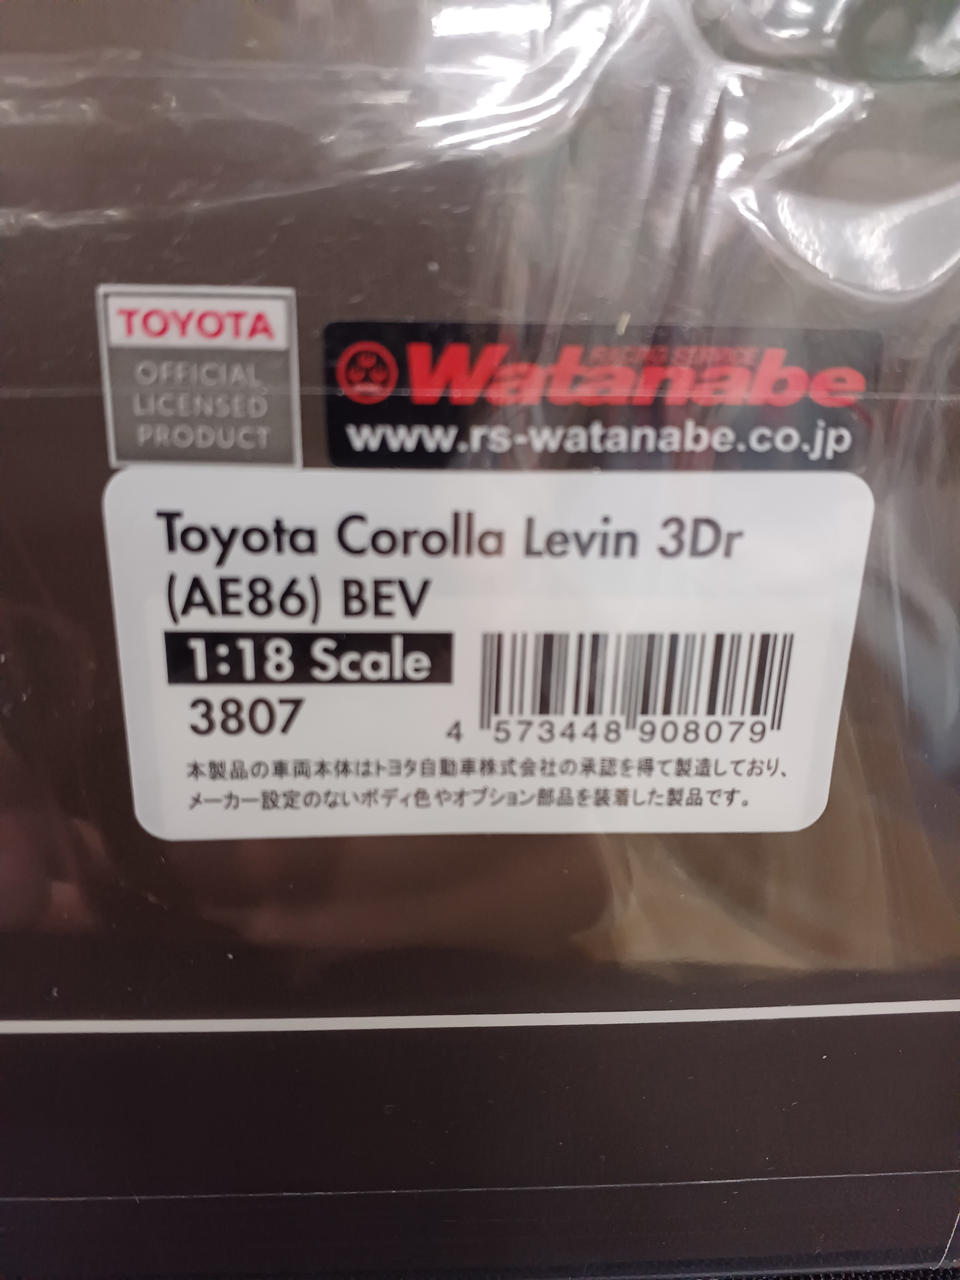 TOYOTA
OFFICIAL
LICENSED
PRODUCT
RACING SERVICE
Watanabe
www.rs-watanabe.co.jp
Toyota Corolla Levin 3Dr
(AE86) BEV
1:18 Scale
3807
4 573448 908079
本製品の車両本体はトヨタ自動車株式会社の承認を得て製造しており、
メーカー設定のないボディ色やオプション部品を装着した製品です。